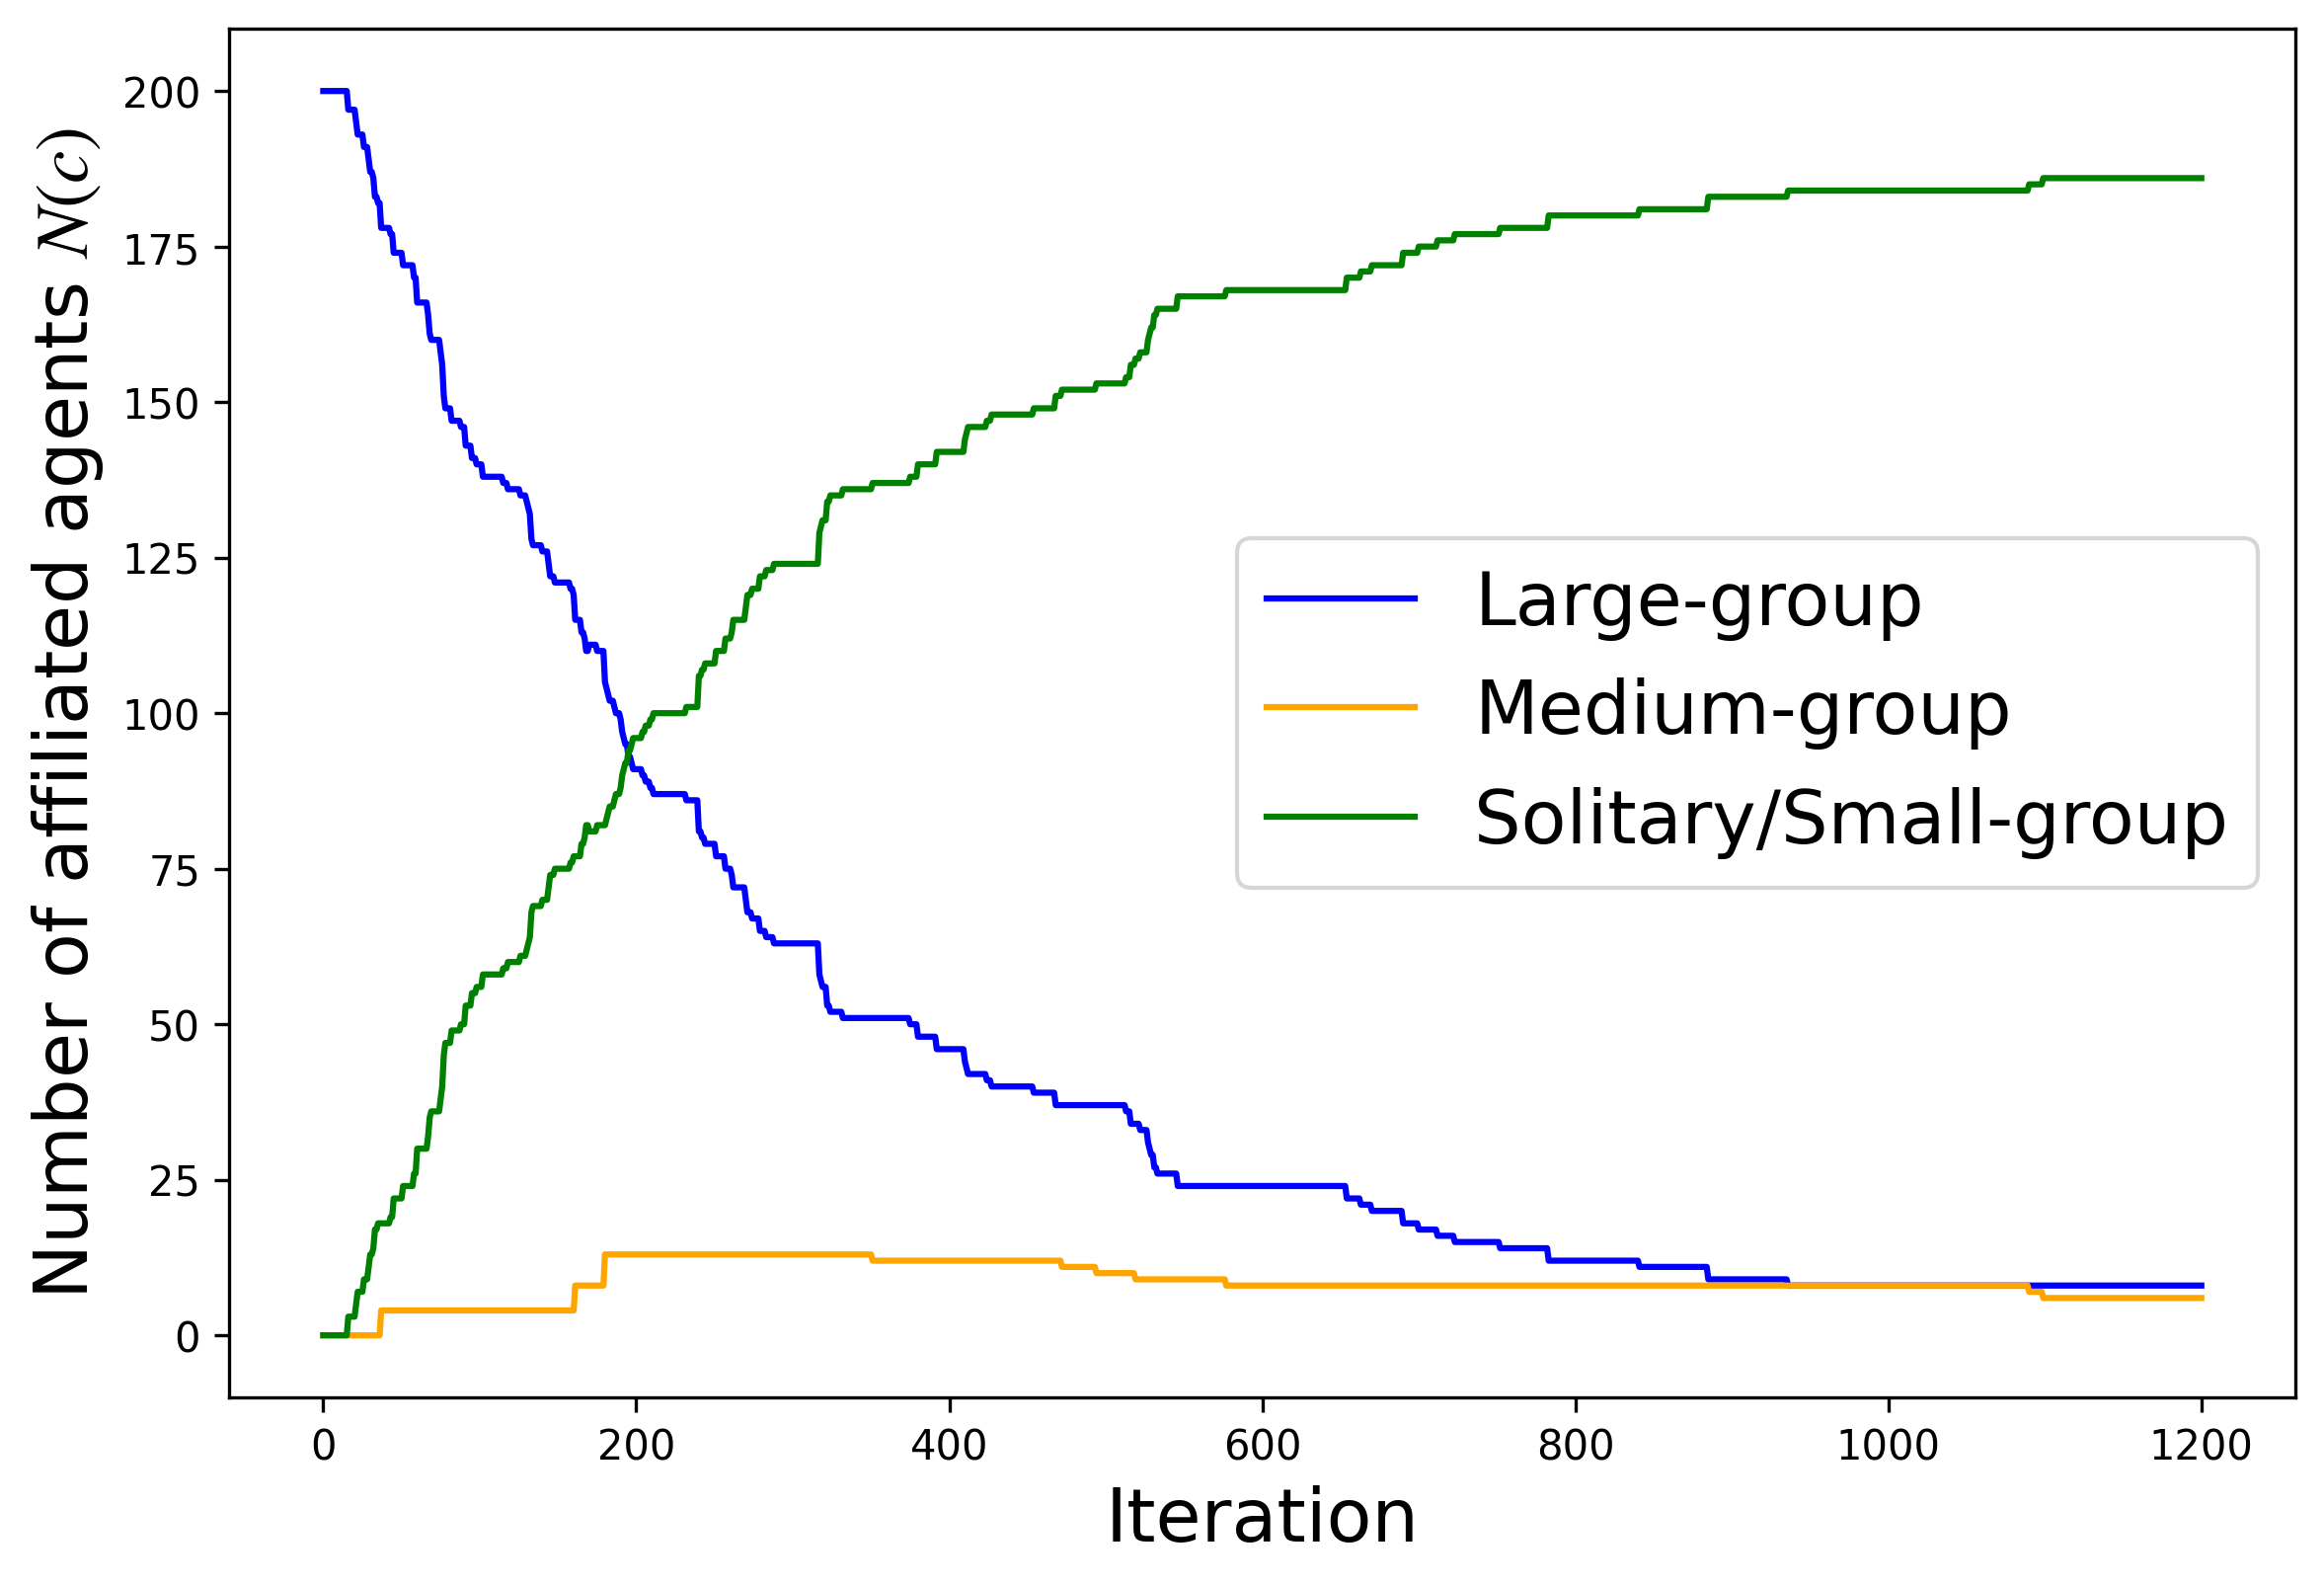 Number of affiliated agents N(c)
200
175
150
125
100
75
50
25
0
Large-group
Medium-group
Solitary/Small-group
0 200 400 600 800 1000 1200
Iteration